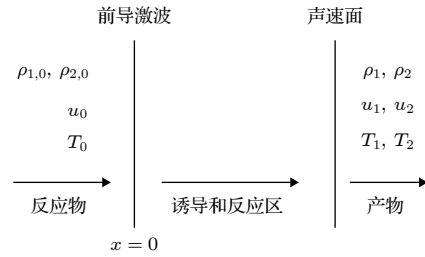 前导激波 声速面
ρ₁,₀, ρ₂,₀ ρ₁, ρ₂
u₀ u₁, u₂
T₀ T₁, T₂
反应物 诱导和反应区 产物
x = 0